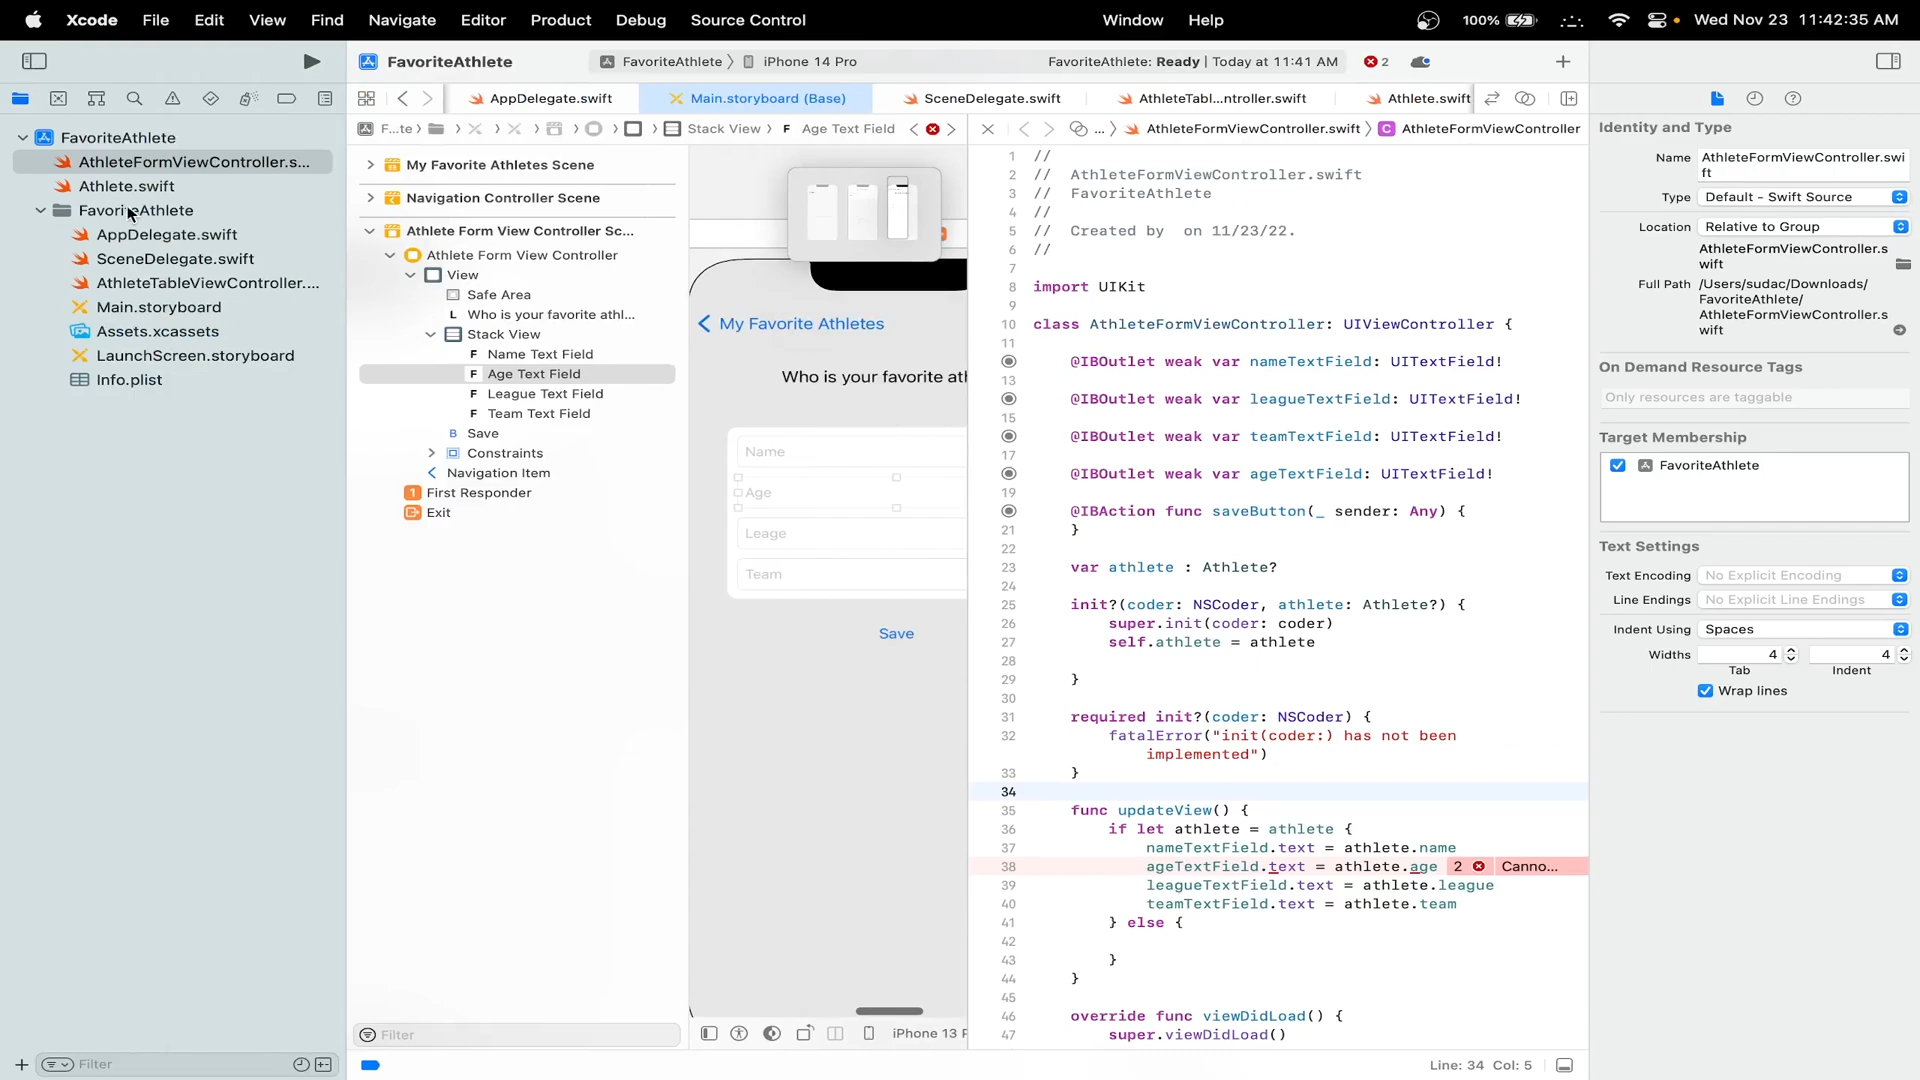 Xcode File Edit View Find Navigate Editor Product Debug Source Control Window Help 100% Wed Nov 23 11:42:35 AM
FavoriteAthlete FavoriteAthlete 〉 iPhone 14 Pro FavoriteAthlete: Ready | Today at 11:41 AM 2
AppDelegate.swift Main.storyboard (Base) SceneDelegate.swift AthleteTabl...ntroller.swift Athlete.swift
F...te 〉 Stack View 〉 F Age Text Field ... 〉 AthleteFormViewController.swift 〉 C AthleteFormViewController
FavoriteAthlete
AthleteFormViewController.s...
Athlete.swift
FavoriteAthlete
AppDelegate.swift
SceneDelegate.swift
AthleteTableViewController....
Main.storyboard
Assets.xcassets
LaunchScreen.storyboard
Info.plist
Filter
My Favorite Athletes Scene
Navigation Controller Scene
Athlete Form View Controller Sc...
Athlete Form View Controller
View
Safe Area
L Who is your favorite athl...
Stack View
F Name Text Field
F Age Text Field
F League Text Field
F Team Text Field
B Save
Constraints
Navigation Item
1 First Responder
Exit
Filter
My Favorite Athletes
Who is your favorite ath
Name
Age
Leage
Team
Save
iPhone 13 P
1 //
2 // AthleteFormViewController.swift
3 // FavoriteAthlete
4 //
5 // Created by on 11/23/22.
6 //
7
8 import UIKit
9
10 class AthleteFormViewController: UIViewController {
11
@IBOutlet weak var nameTextField: UITextField!
13
@IBOutlet weak var leagueTextField: UITextField!
15
@IBOutlet weak var teamTextField: UITextField!
17
@IBOutlet weak var ageTextField: UITextField!
19
@IBAction func saveButton(_ sender: Any) {
21 }
22
23 var athlete : Athlete?
24
25 init?(coder: NSCoder, athlete: Athlete?) {
26 super.init(coder: coder)
27 self.athlete = athlete
28
29 }
30
31 required init?(coder: NSCoder) {
32 fatalError("init(coder:) has not been
implemented")
33 }
34
35 func updateView() {
36 if let athlete = athlete {
37 nameTextField.text = athlete.name
38 ageTextField.text = athlete.age 2 Canno...
39 leagueTextField.text = athlete.league
40 teamTextField.text = athlete.team
41 } else {
42
43 }
44 }
45
46 override func viewDidLoad() {
47 super.viewDidLoad()
Line: 34 Col: 5
Identity and Type
Name AthleteFormViewController.swi
ft
Type Default - Swift Source
Location Relative to Group
AthleteFormViewController.s
wift
Full Path /Users/sudac/Downloads/
FavoriteAthlete/
AthleteFormViewController.s
wift
On Demand Resource Tags
Only resources are taggable
Target Membership
FavoriteAthlete
Text Settings
Text Encoding No Explicit Encoding
Line Endings No Explicit Line Endings
Indent Using Spaces
Widths 4 4
Tab Indent
Wrap lines